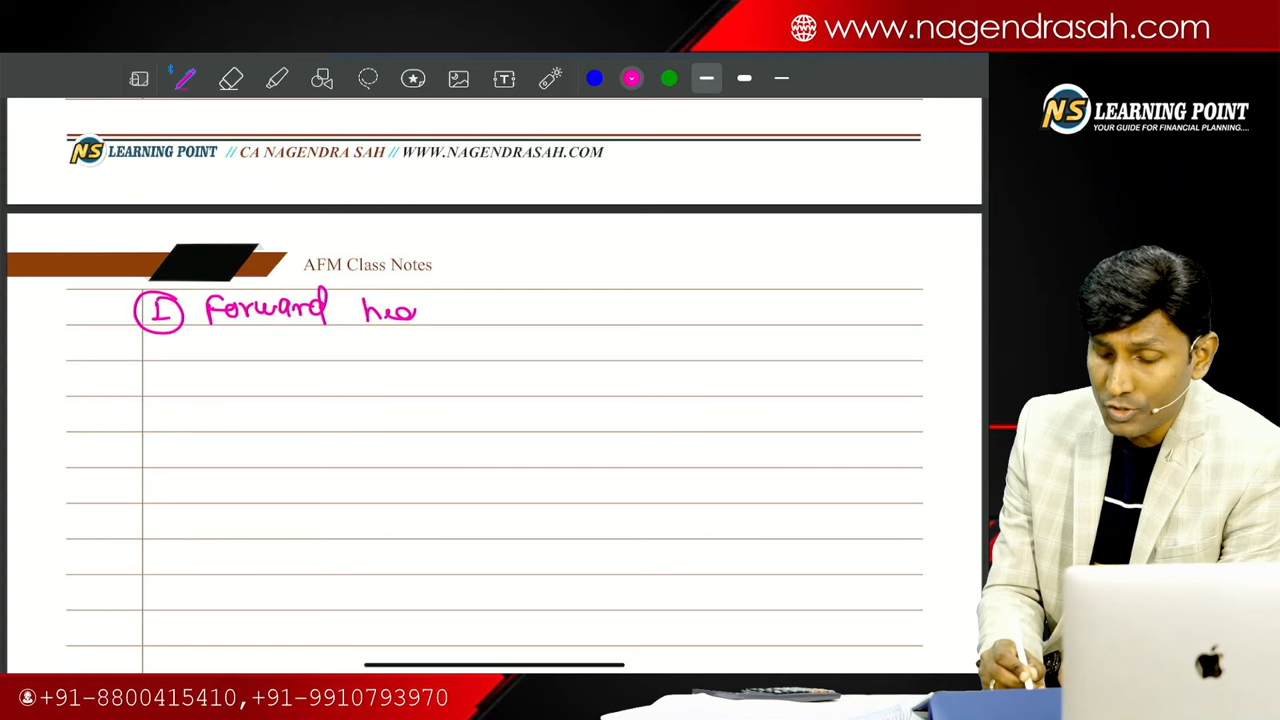 www.nagendrasah.com
NS LEARNING POINT
YOUR GUIDE FOR FINANCIAL PLANNING....
NS LEARNING POINT // CA NAGENDRA SAH // WWW.NAGENDRASAH.COM
AFM Class Notes
I Forward
+91-8800415410,+91-9910793970